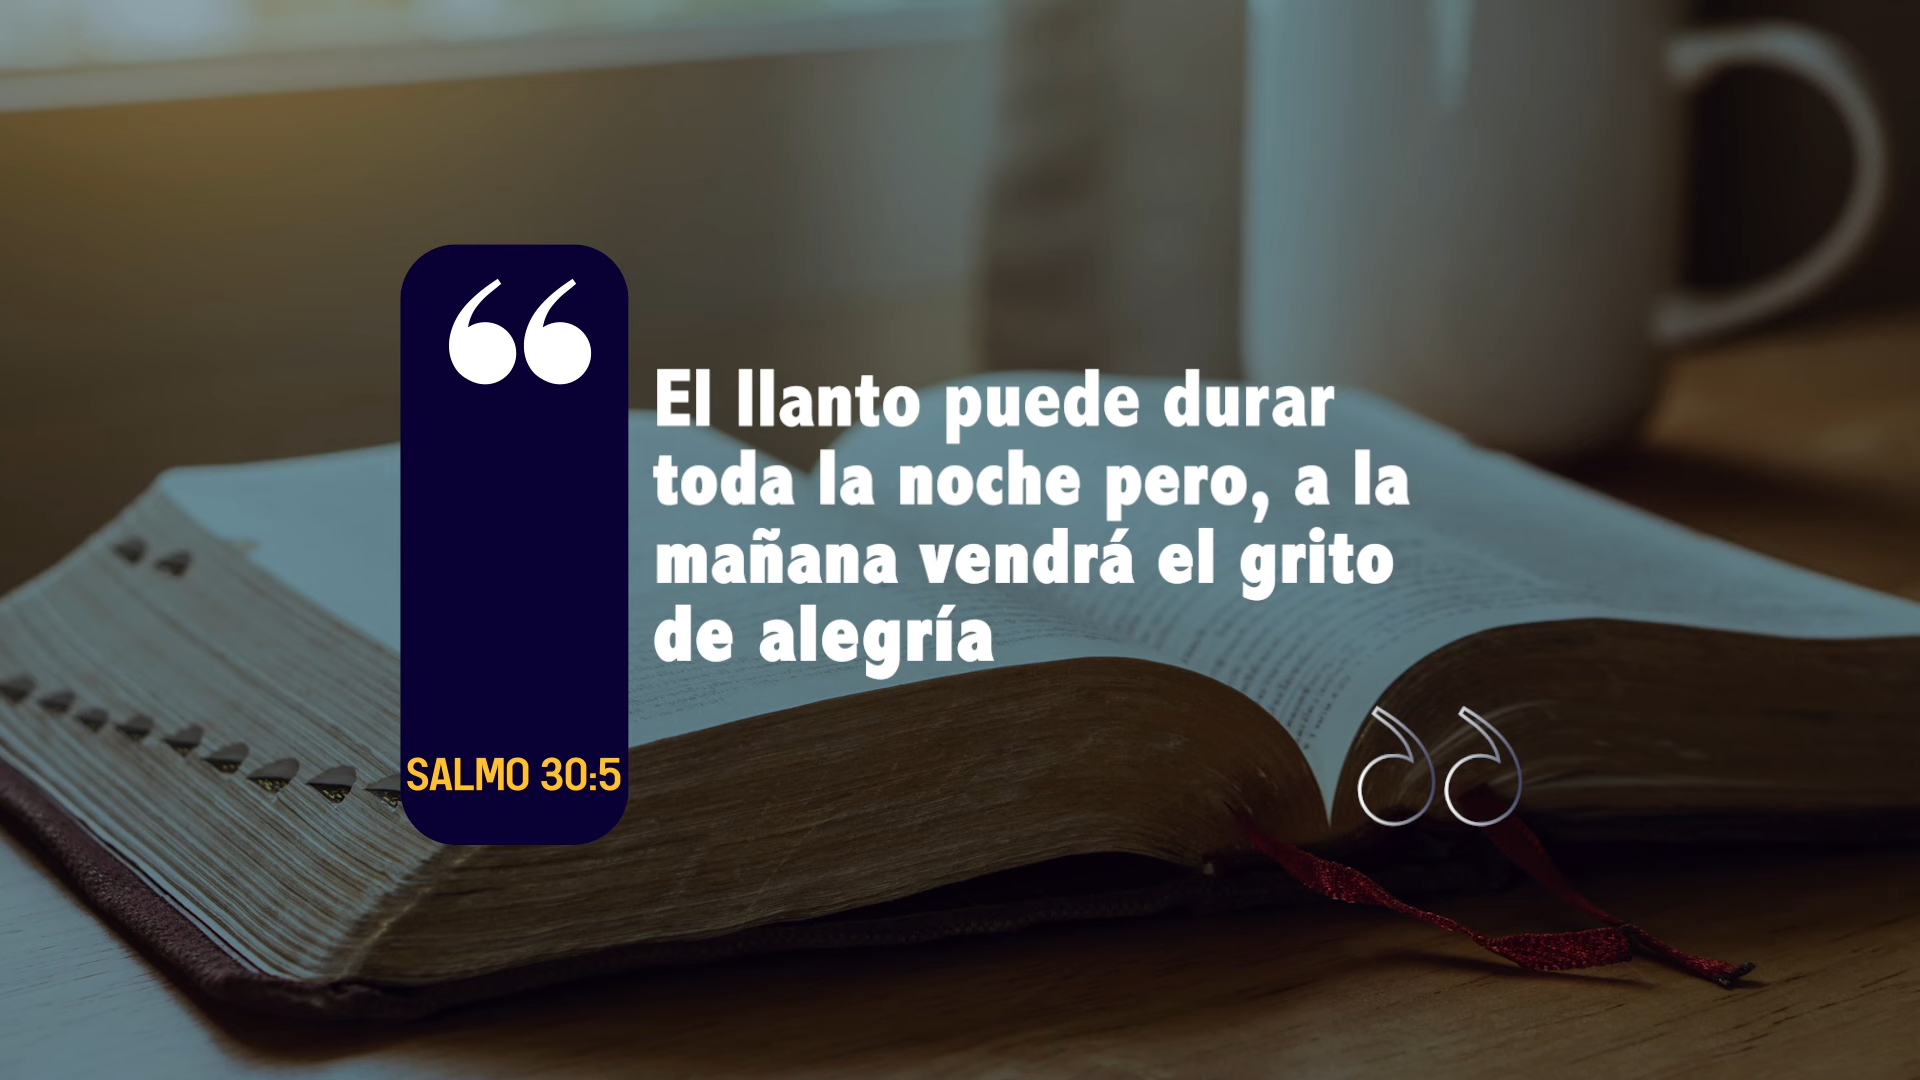 “
El llanto puede durar
toda la noche pero, a la
mañana vendrá el grito
de alegría
SALMO 30:5
”